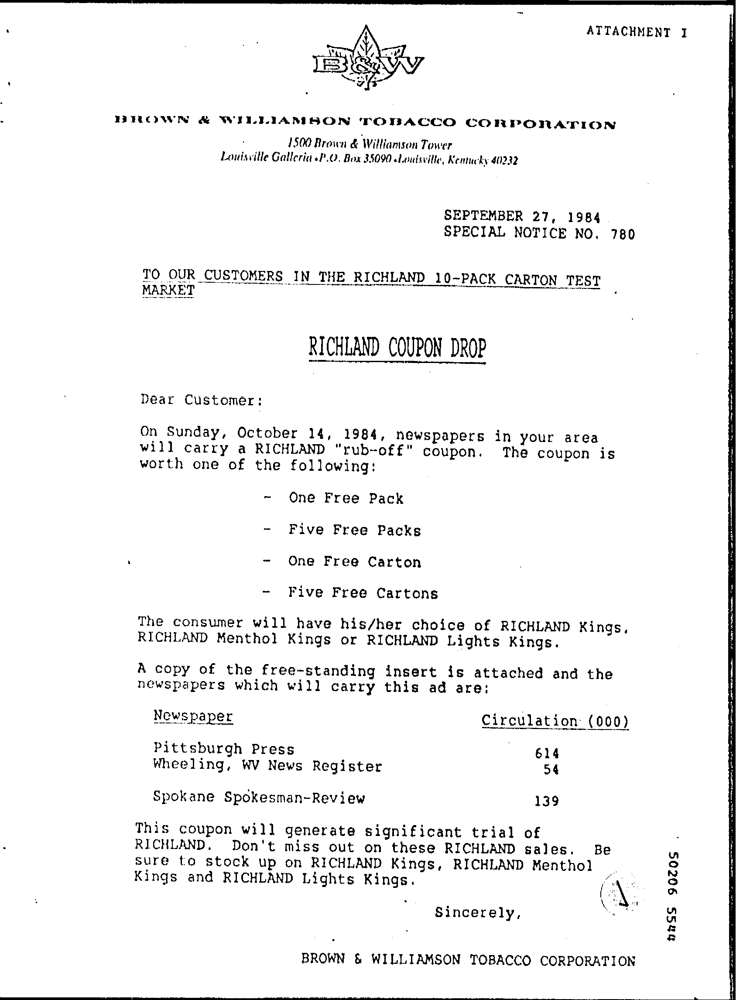 ATTACHMENT I
B&W
BROWN & WILLIAMSON TOBACCO CORPORATION
1500 Brown & Williamson Tower
Louisville Galleria • P.O. Box 35090 • Louisville, Kentucky 40232
SEPTEMBER 27, 1984
SPECIAL NOTICE NO. 780
TO OUR CUSTOMERS IN THE RICHLAND 10-PACK CARTON TEST
MARKET
RICHLAND COUPON DROP
Dear Customer:
On Sunday, October 14, 1984, newspapers in your area
will carry a RICHLAND "rub-off" coupon. The coupon is
worth one of the following:
- One Free Pack
- Five Free Packs
- One Free Carton
- Five Free Cartons
The consumer will have his/her choice of RICHLAND Kings,
RICHLAND Menthol Kings or RICHLAND Lights Kings.
A copy of the free-standing insert is attached and the
newspapers which will carry this ad are:
Newspaper Circulation (000)
Pittsburgh Press 614
Wheeling, WV News Register 54
Spokane Spokesman-Review 139
This coupon will generate significant trial of
RICHLAND. Don't miss out on these RICHLAND sales. Be
sure to stock up on RICHLAND Kings, RICHLAND Menthol
Kings and RICHLAND Lights Kings.
Sincerely,
BROWN & WILLIAMSON TOBACCO CORPORATION
50206 5544